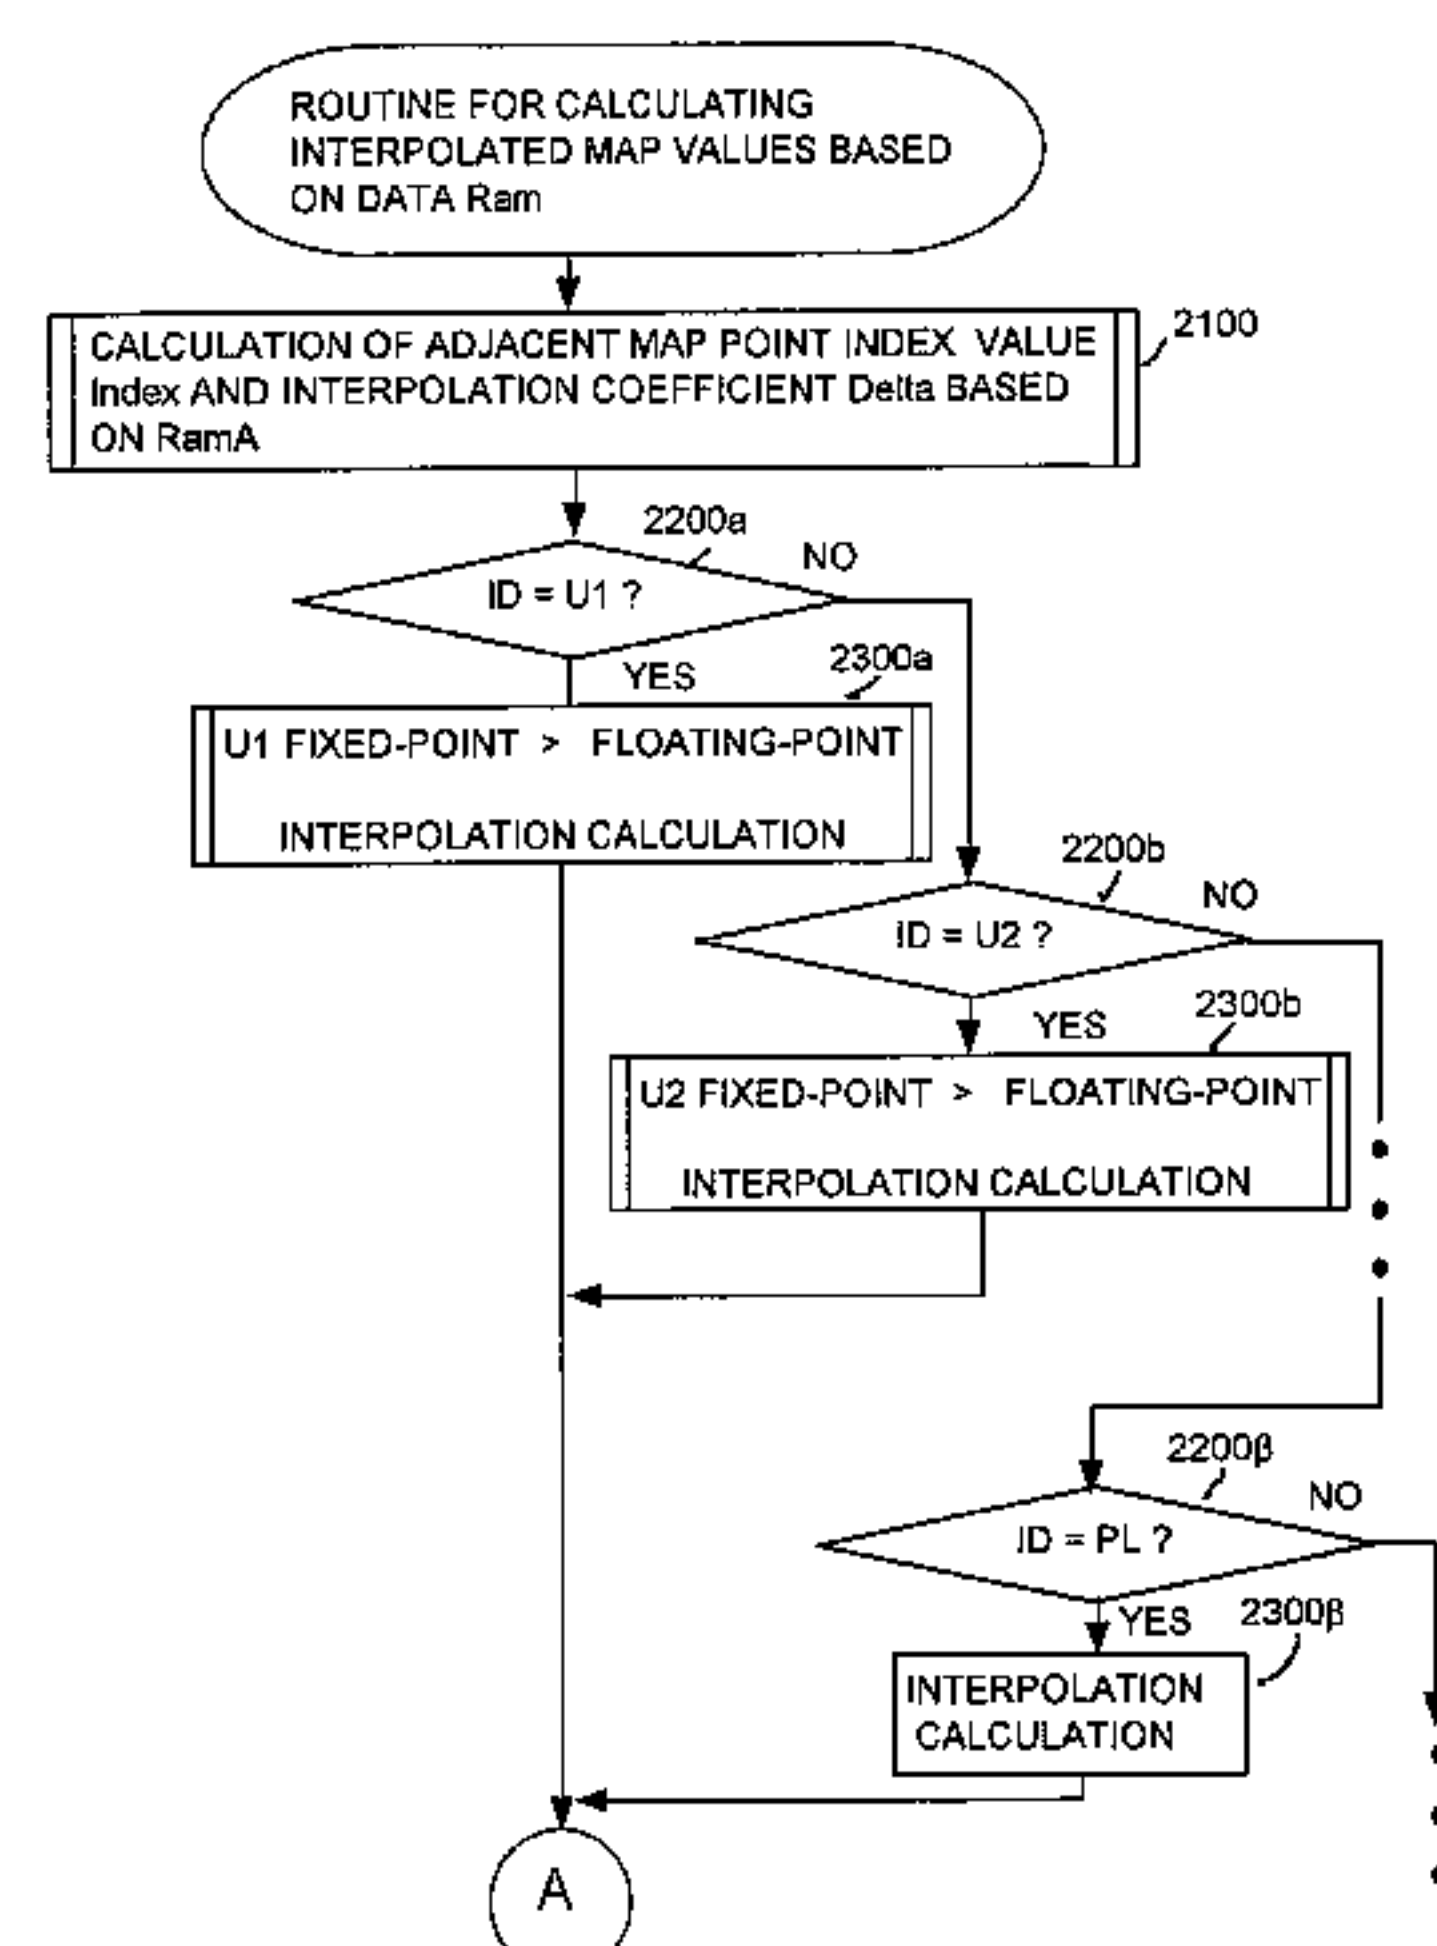 ROUTINE FOR CALCULATING
INTERPOLATED MAP VALUES BASED
ON DATA Ram
2100
CALCULATION OF ADJACENT MAP POINT INDEX VALUE
Index AND INTERPOLATION COEFFICIENT Delta BASED
ON RamA
2200a
NO
ID = U1 ?
YES
2300a
U1 FIXED-POINT > FLOATING-POINT
INTERPOLATION CALCULATION
2200b
NO
ID = U2 ?
YES
2300b
U2 FIXED-POINT > FLOATING-POINT
INTERPOLATION CALCULATION
2200β
NO
ID = PL ?
YES
2300β
INTERPOLATION
CALCULATION
A